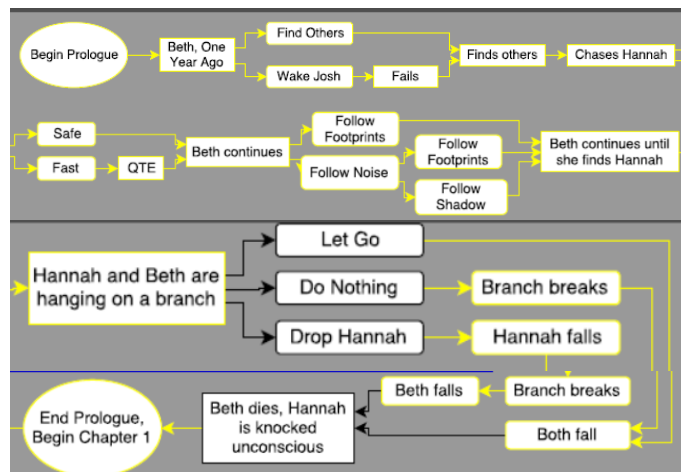 Begin Prologue
Beth, One
Year Ago
Find Others
Wake Josh
Fails
Finds others
Chases Hannah
Safe
Fast
QTE
Beth continues
Follow
Footprints
Follow Noise
Follow
Footprints
Follow
Shadow
Beth continues until
she finds Hannah
Hannah and Beth are
hanging on a branch
Let Go
Do Nothing
Branch breaks
Drop Hannah
Hannah falls
Branch breaks
Beth falls
Both fall
Beth dies, Hannah
is knocked
unconscious
End Prologue,
Begin Chapter 1